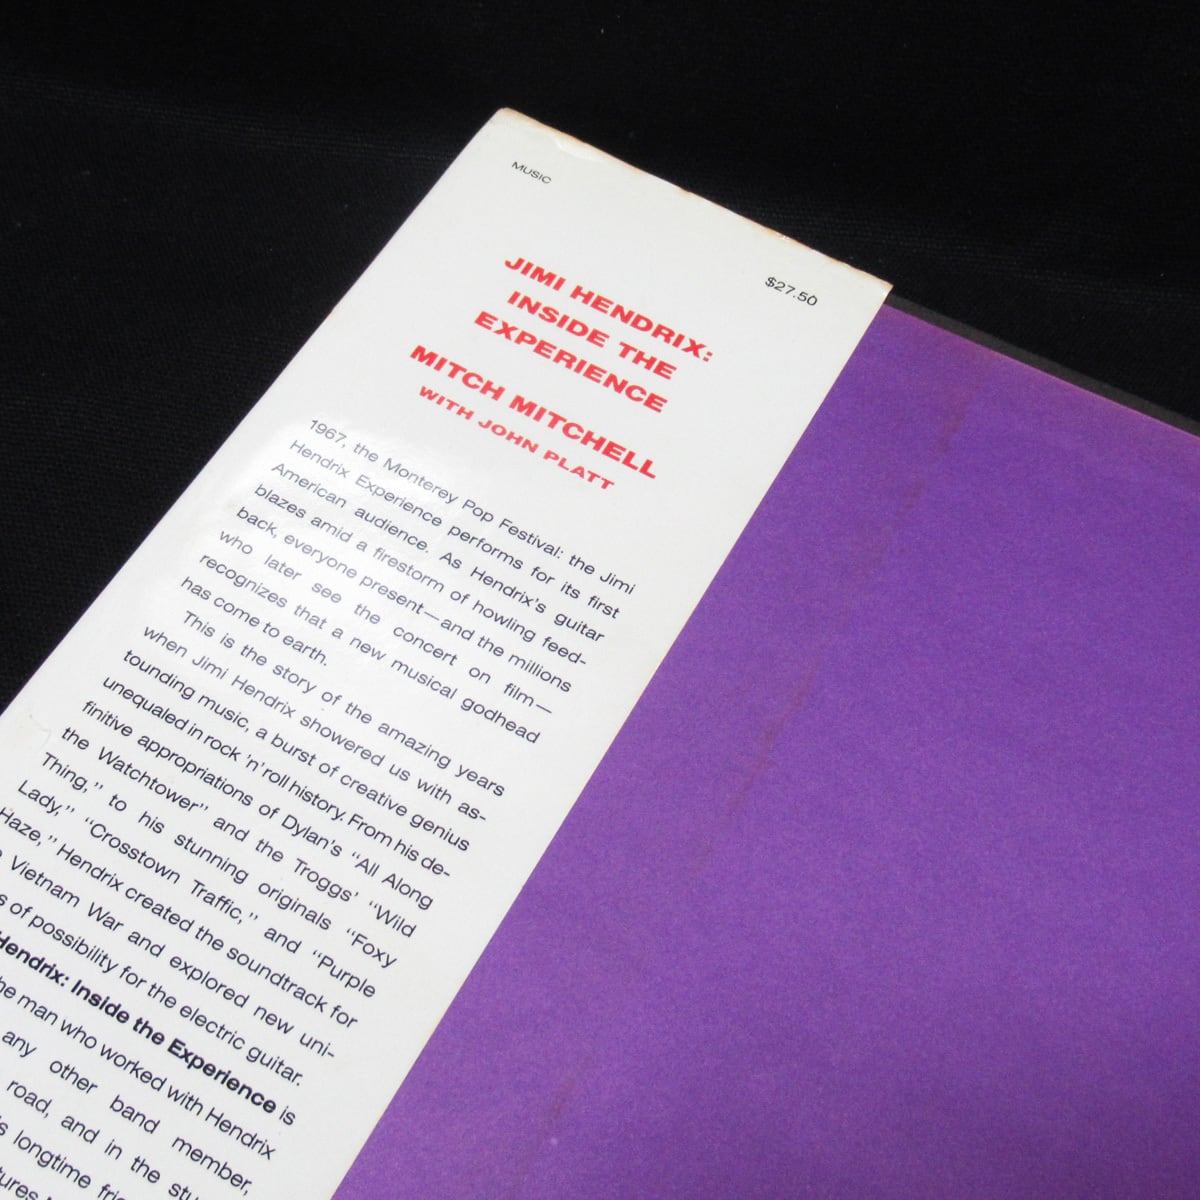 MUSIC
$27.50
JIMI HENDRIX:
INSIDE THE
EXPERIENCE
MITCH MITCHELL
WITH JOHN PLATT
1967, the Monterey Pop Festival: the Jimi
Hendrix Experience performs for its first
American audience. As Hendrix's guitar
blazes amid a firestorm of howling feed-
back, everyone present—and the millions
who later see the concert on film—
recognizes that a new musical godhead
has come to earth.
This is the story of the amazing years
when Jimi Hendrix showered us with as-
tounding music, a burst of creative genius
unequaled in rock 'n' roll history. From his de-
finitive appropriations of Dylan's "All Along
the Watchtower" and the Troggs' "Wild
Thing," to his stunning originals "Foxy
Lady," "Crosstown Traffic," and "Purple
Haze," Hendrix created the soundtrack for
Vietnam War and explored new uni-
of possibility for the electric guitar.
Hendrix: Inside the Experience is
man who worked with Hendrix
any other band member,
road, and in the
longtime